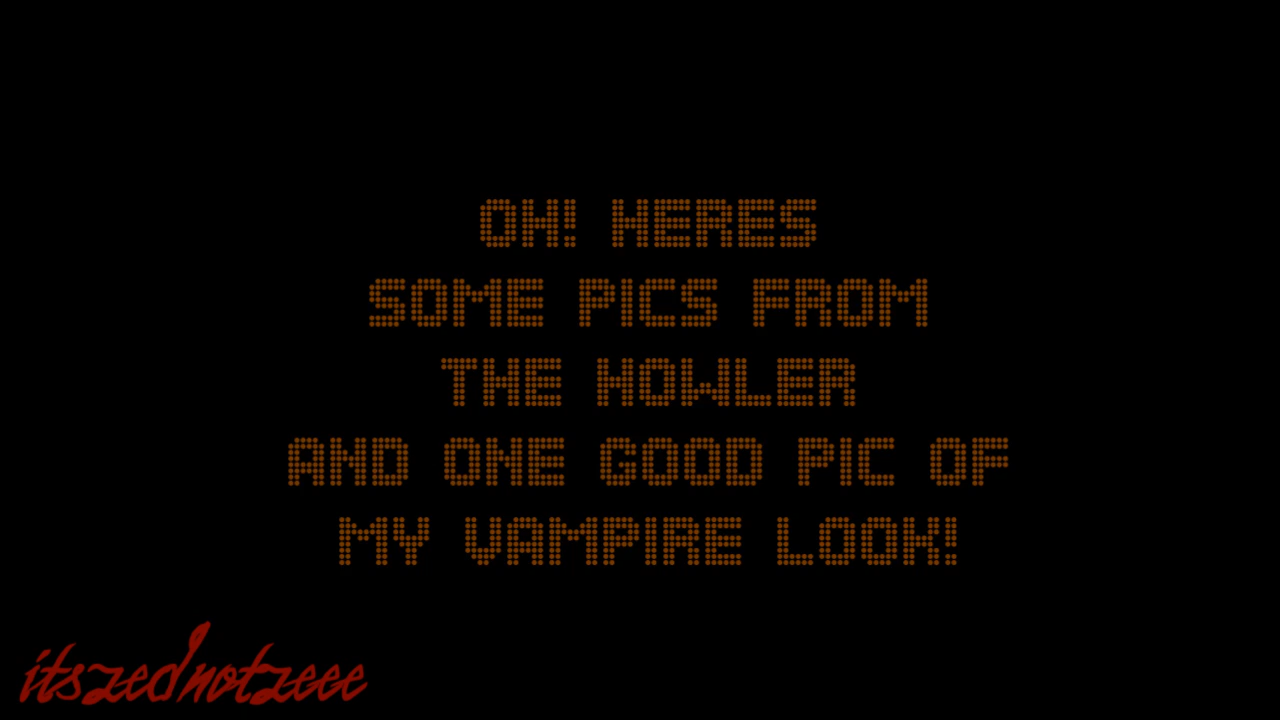 OH! HERES
SOME PICS FROM
THE HOWLER
AND ONE GOOD PIC OF
MY VAMPIRE LOOK!
itszednotzeee